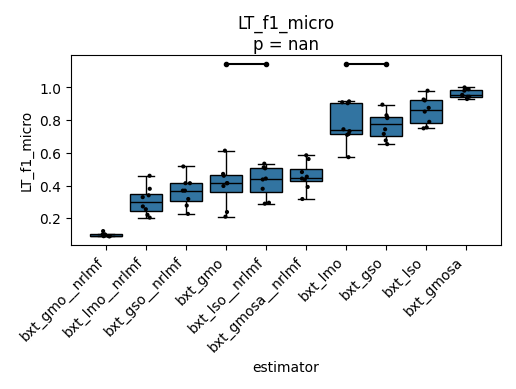 LT_f1_micro
p = nan
LT_f1_micro
1.0
0.8
0.6
0.4
0.2
bxt_gmo__nrlmf
bxt_lmo__nrlmf
bxt_gso__nrlmf
bxt_gmo
bxt_lso__nrlmf
bxt_gmosa__nrlmf
bxt_lmo
bxt_gso
bxt_lso
bxt_gmosa
estimator